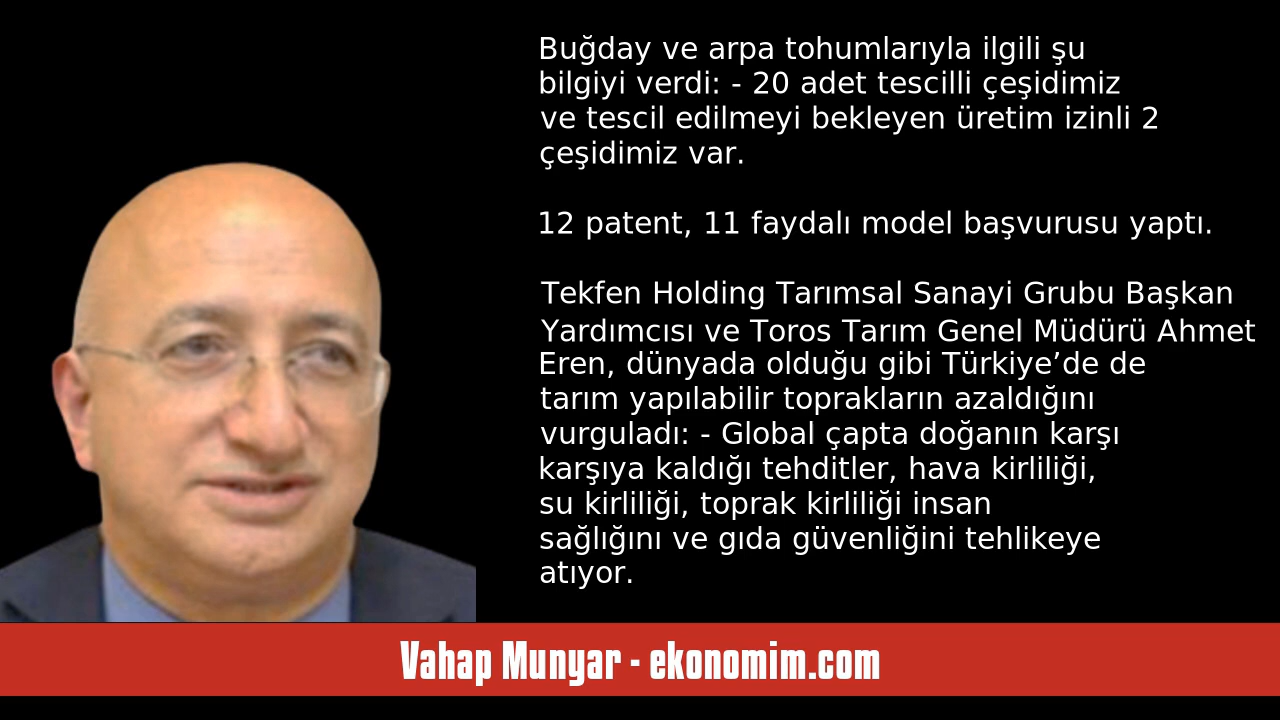 Buğday ve arpa tohumlarıyla ilgili şu
bilgiyi verdi: - 20 adet tescilli çeşidimiz
ve tescil edilmeyi bekleyen üretim izinli 2
çeşidimiz var.
12 patent, 11 faydalı model başvurusu yaptı.
Tekfen Holding Tarımsal Sanayi Grubu Başkan
Yardımcısı ve Toros Tarım Genel Müdürü Ahmet
Eren, dünyada olduğu gibi Türkiye’de de
tarım yapılabilir toprakların azaldığını
vurguladı: - Global çapta doğanın karşı
karşıya kaldığı tehditler, hava kirliliği,
su kirliliği, toprak kirliliği insan
sağlığını ve gıda güvenliğini tehlikeye
atıyor.
Vahap Munyar - ekonomim.com